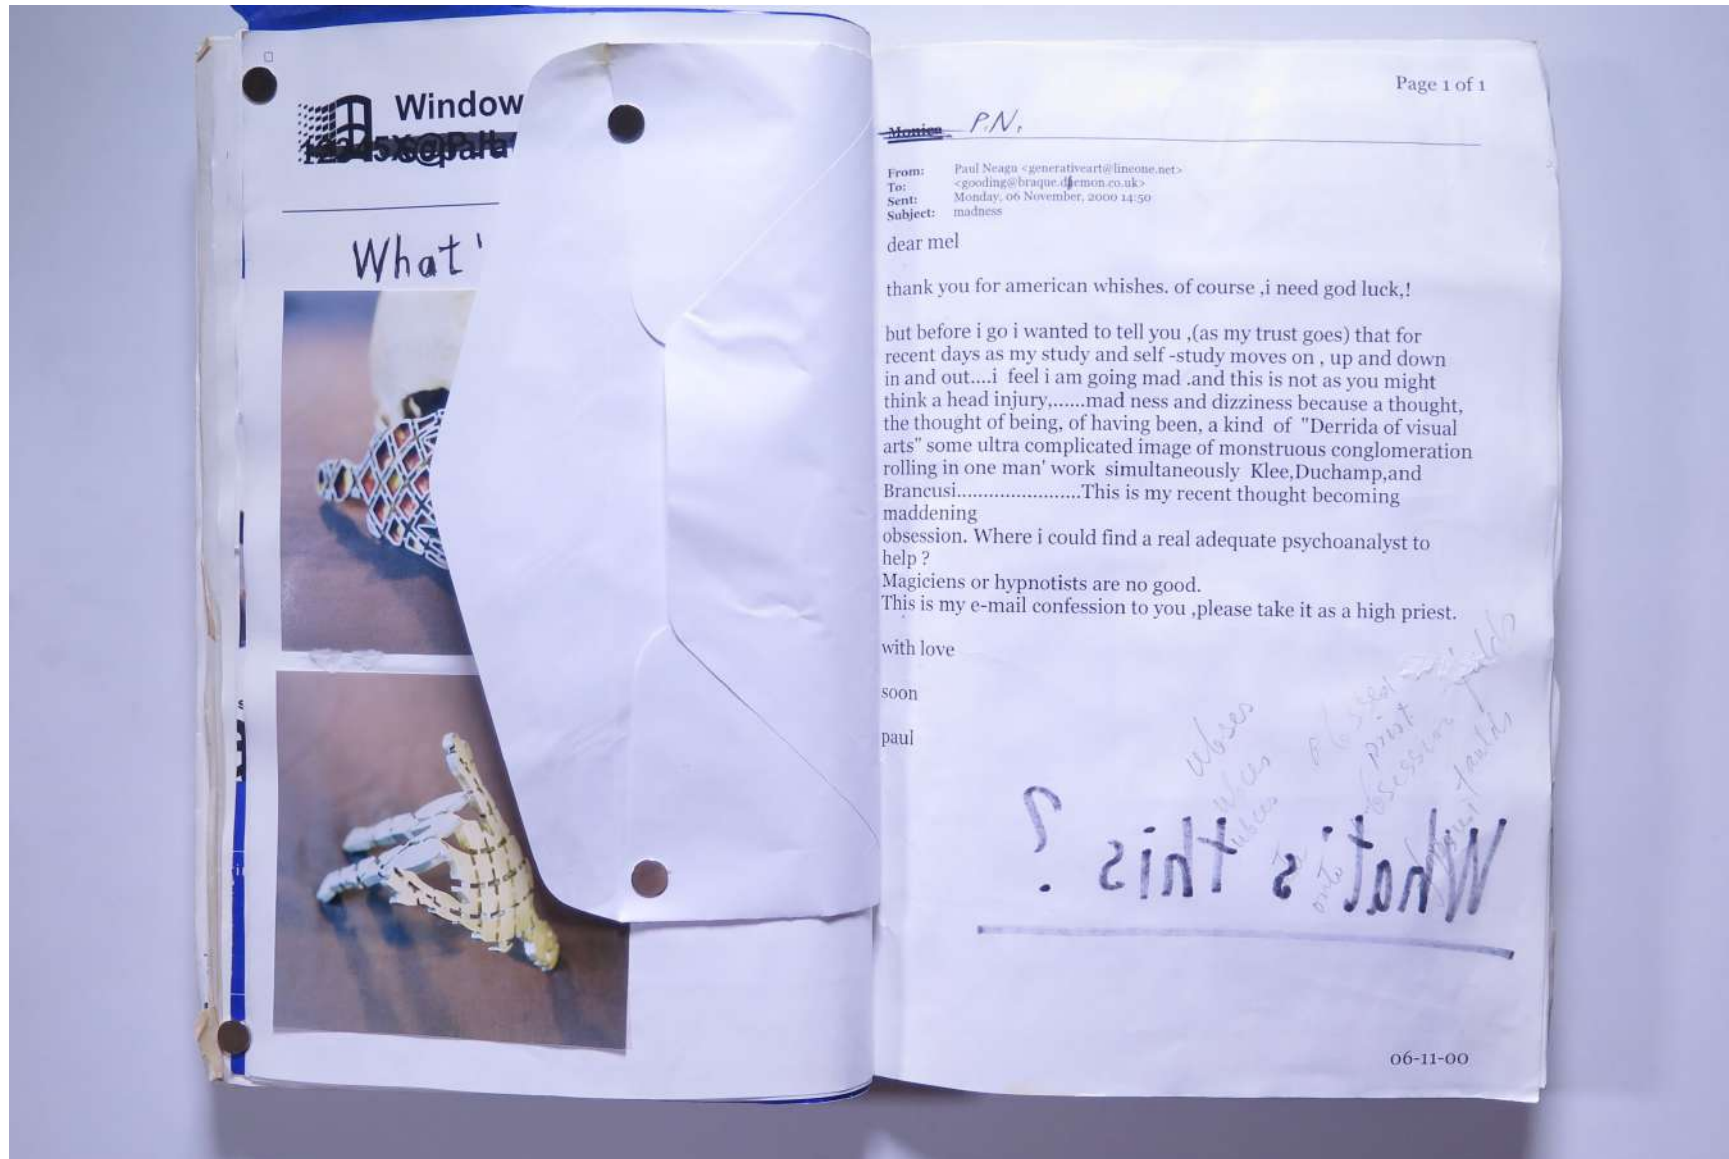 Window
What'
Page 1 of 1
Monica P.N.
From: Paul Neagu <generativeart@lineone.net>
To: <gooding@braque.demon.co.uk>
Sent: Monday, 06 November, 2000 14:50
Subject: madness
dear mel
thank you for american whishes. of course ,i need god luck,!
but before i go i wanted to tell you ,(as my trust goes) that for
recent days as my study and self -study moves on , up and down
in and out....i feel i am going mad .and this is not as you might
think a head injury,......mad ness and dizziness because a thought,
the thought of being, of having been, a kind of "Derrida of visual
arts" some ultra complicated image of monstruous conglomeration
rolling in one man' work simultaneously Klee,Duchamp,and
Brancusi.......................This is my recent thought becoming
maddening
obsession. Where i could find a real adequate psychoanalyst to
help ?
Magiciens or hypnotists are no good.
This is my e-mail confession to you ,please take it as a high priest.
with love
soon
paul
obsession
What's this ?
06-11-00